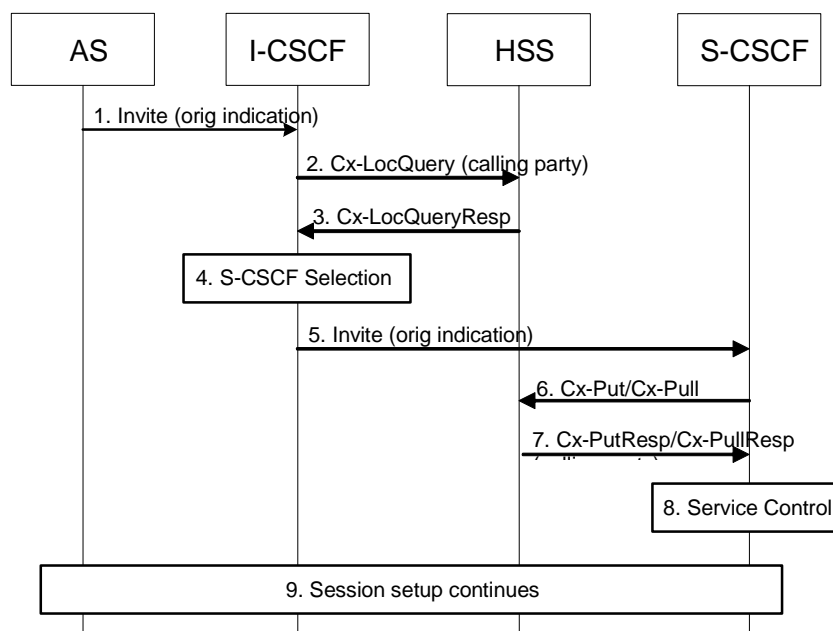 AS
I-CSCF
HSS
S-CSCF
1. Invite (orig indication)
2. Cx-LocQuery (calling party)
3. Cx-LocQueryResp
4. S-CSCF Selection
5. Invite (orig indication)
6. Cx-Put/Cx-Pull
7. Cx-PutResp/Cx-PullResp
8. Service Control
9. Session setup continues